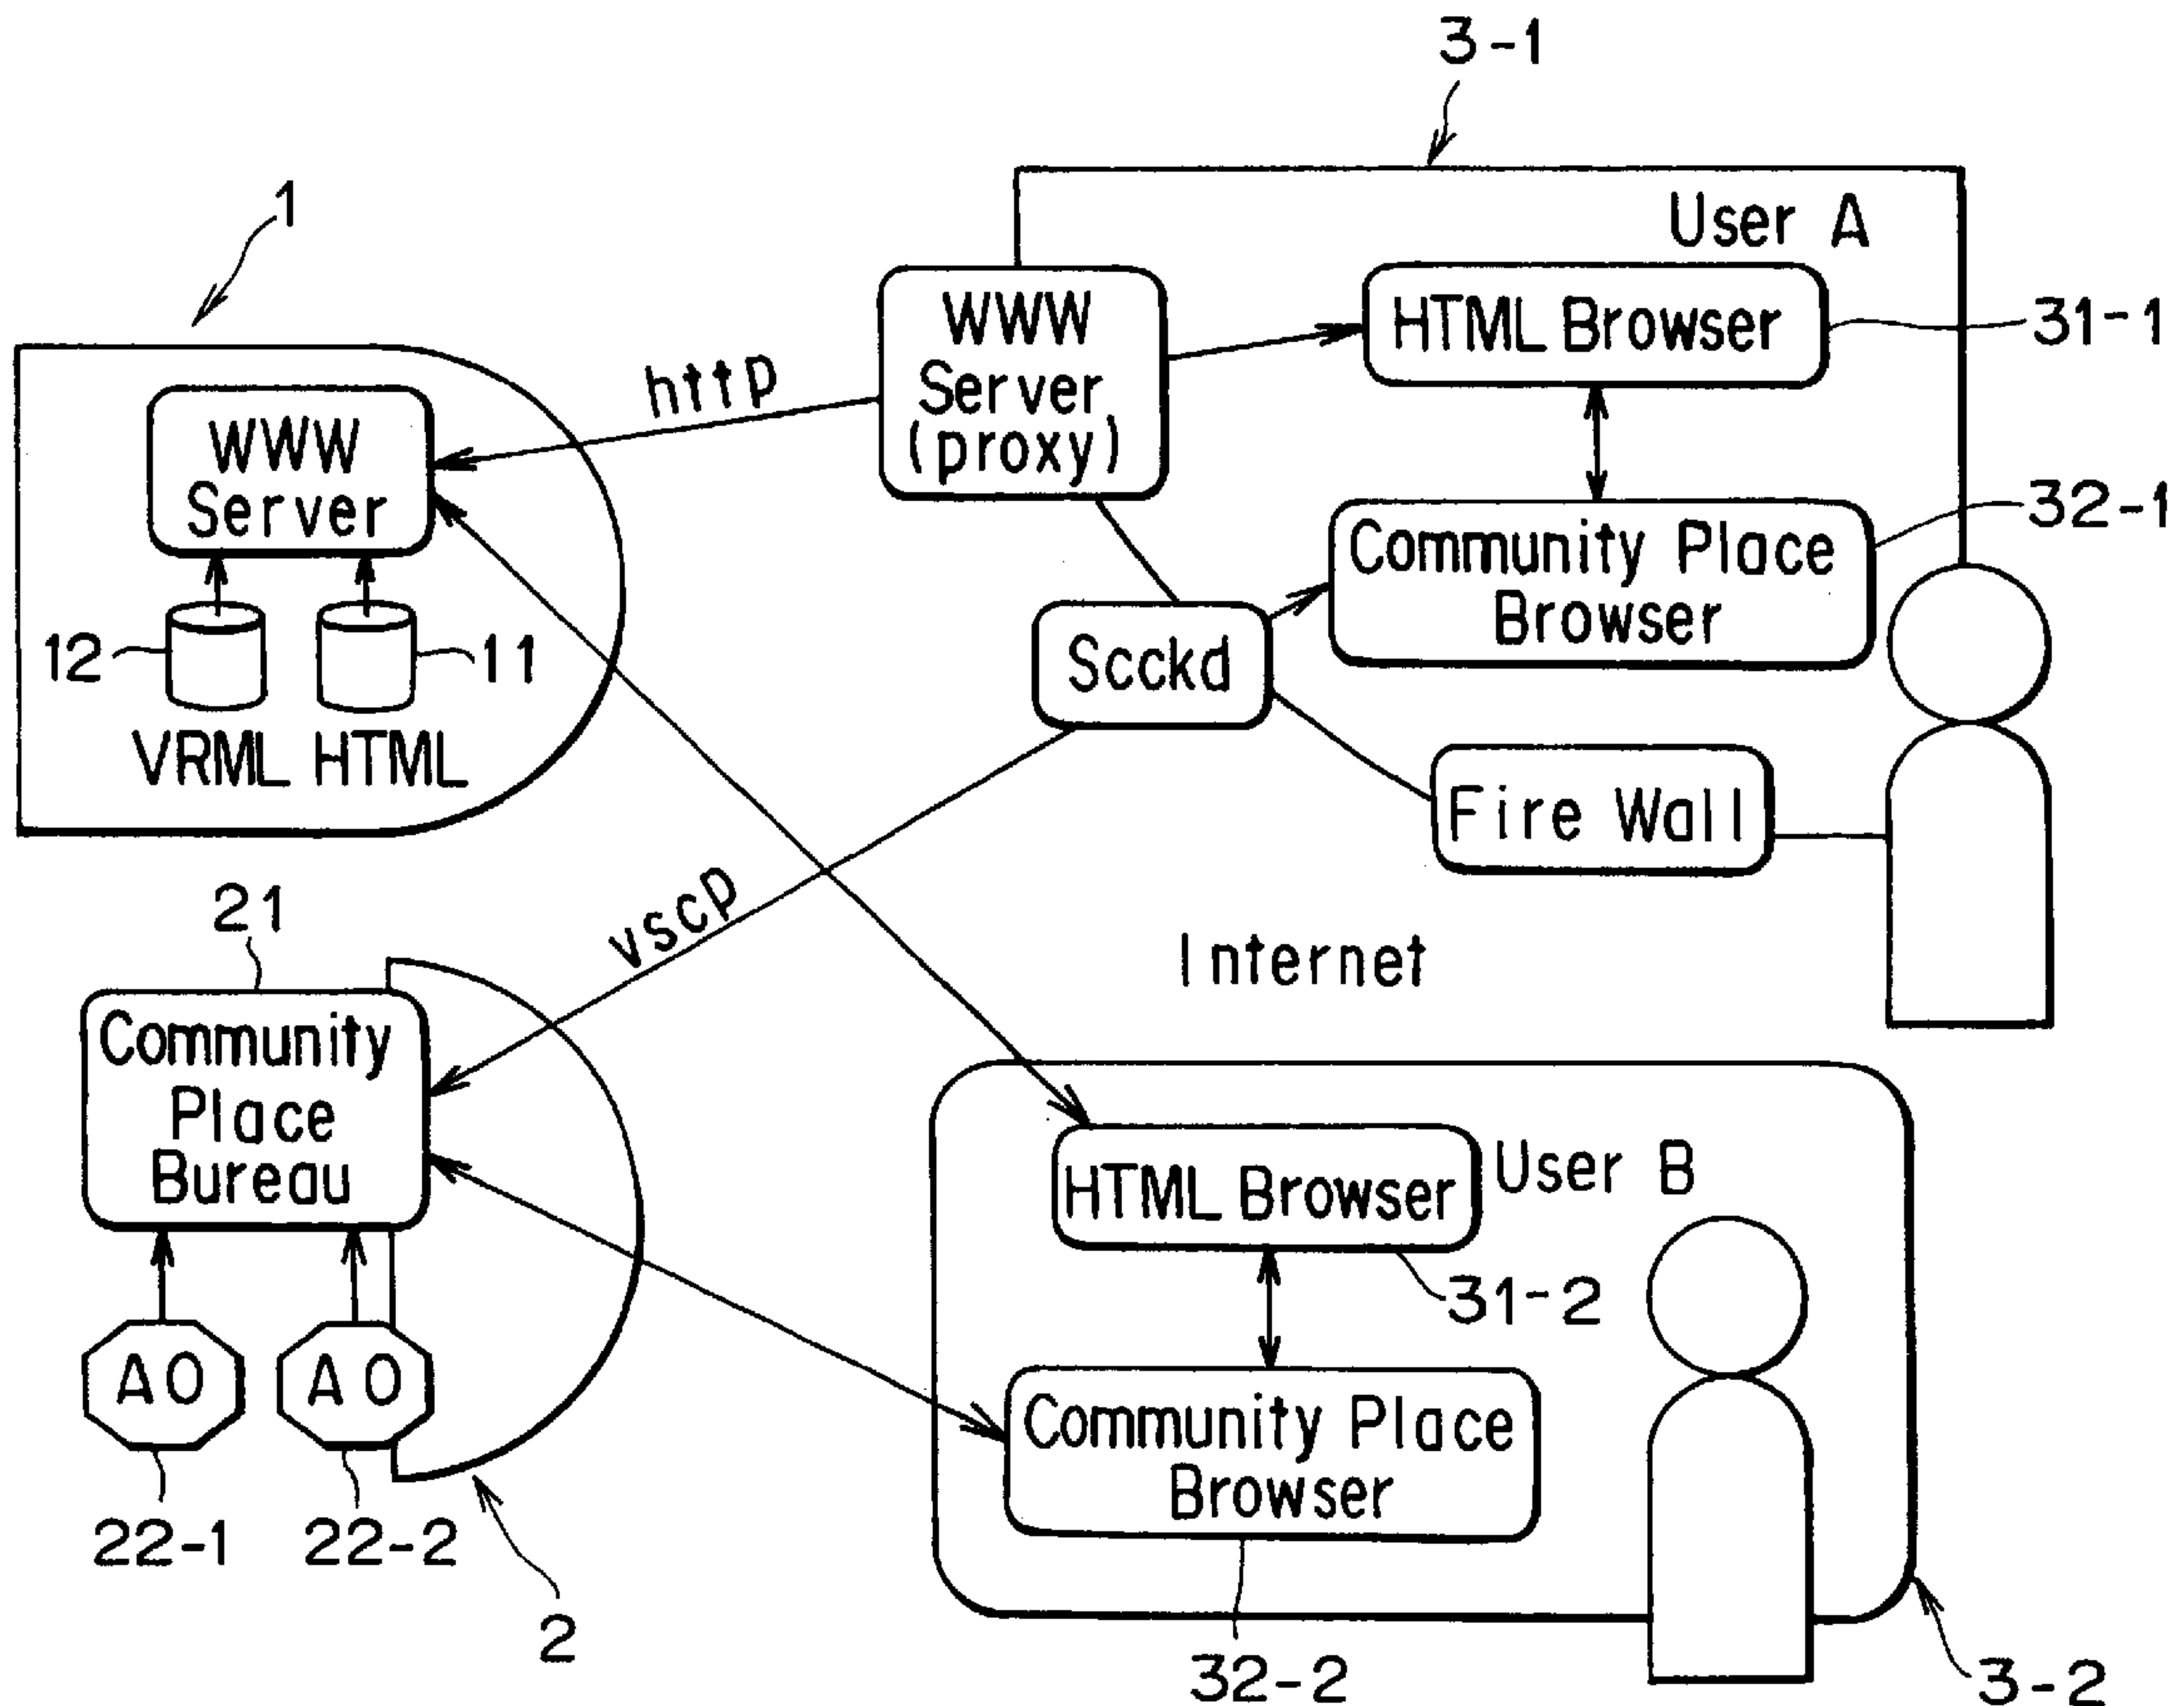 3-1
User A
1
WWW
Server
(proxy)
HTML Browser
31-1
http
WWW
Server
Community Place
Browser
32-1
12
11
VRML HTML
Scckd
Fire Wall
vscp
Internet
21
Community
Place
Bureau
HTML Browser
User B
31-2
AO
AO
Community Place
Browser
22-1
22-2
2
32-2
3-2